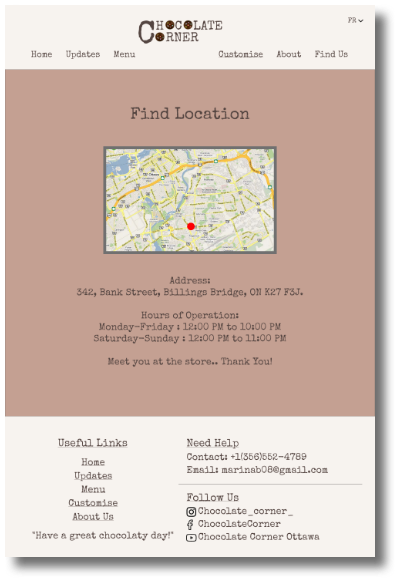 CHOCOLATE
CORNER
FR
Home Updates Menu Customise About Find Us
Find Location
Address:
342, Bank Street, Billings Bridge, ON K27 F3J.
Hours of Operation:
Monday-Friday : 12:00 PM to 10:00 PM
Saturday-Sunday : 12:00 PM to 11:00 PM
Meet you at the store.. Thank You!
Useful Links
Home
Updates
Menu
Customise
About Us
"Have a great chocolaty day!"
Need Help
Contact: +1(356)552-4789
Email: marinab08@gmail.com
Follow Us
Chocolate_corner_
ChocolateCorner
Chocolate Corner Ottawa